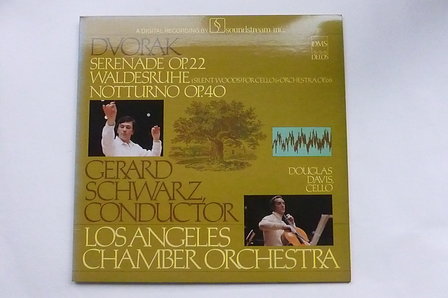 A DIGITAL RECORDING BY S soundstream inc.
DVOŘÁK
SERENADE OP.22
WALDESRUHE (SILENT WOODS) FOR CELLO & ORCHESTRA, OP.68
NOTTURNO OP.40
DMS
DELOS
GERARD
SCHWARZ,
CONDUCTOR
DOUGLAS
DAVIS,
CELLO
LOS ANGELES
CHAMBER ORCHESTRA